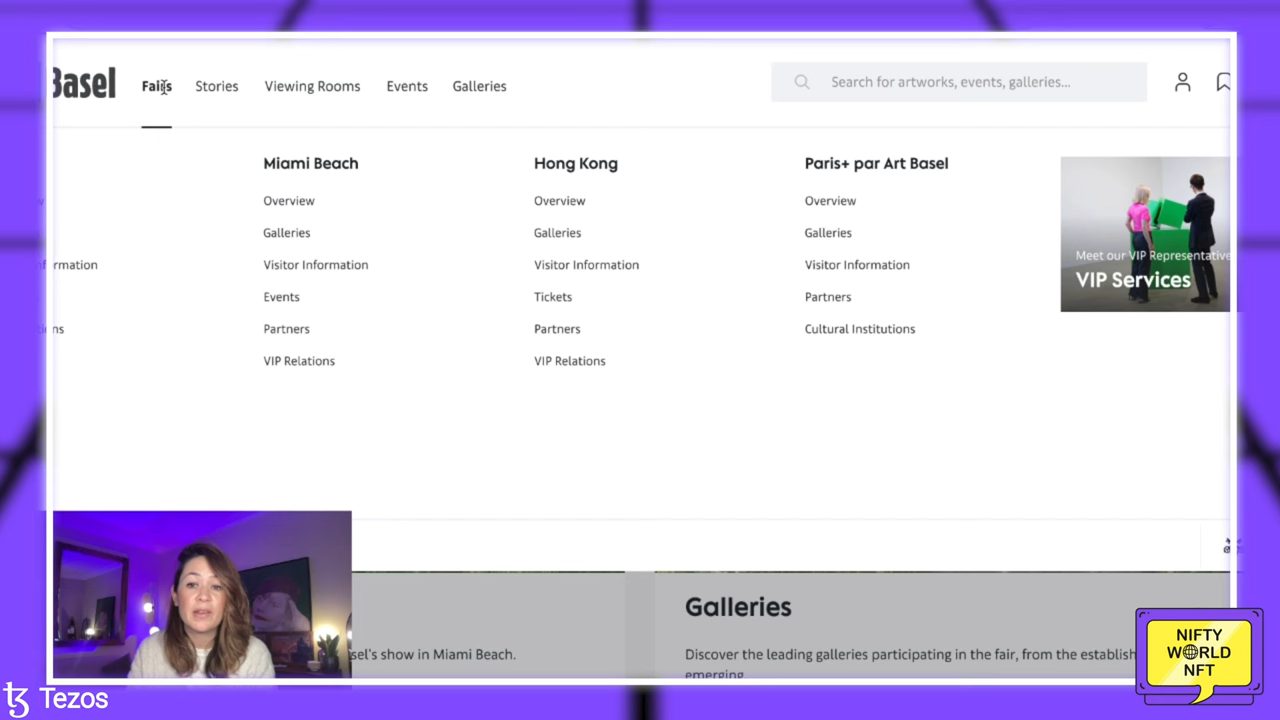 Basel
Fairs
Stories
Viewing Rooms
Events
Galleries
Search for artworks, events, galleries...
Miami Beach
Overview
Galleries
Visitor Information
Events
Partners
VIP Relations
Hong Kong
Overview
Galleries
Visitor Information
Tickets
Partners
VIP Relations
Paris+ par Art Basel
Overview
Galleries
Visitor Information
Partners
Cultural Institutions
Meet our VIP Representative
VIP Services
sel's show in Miami Beach.
Galleries
Discover the leading galleries participating in the fair, from the establish
emerging
NIFTY
WORLD
NFT
Tezos